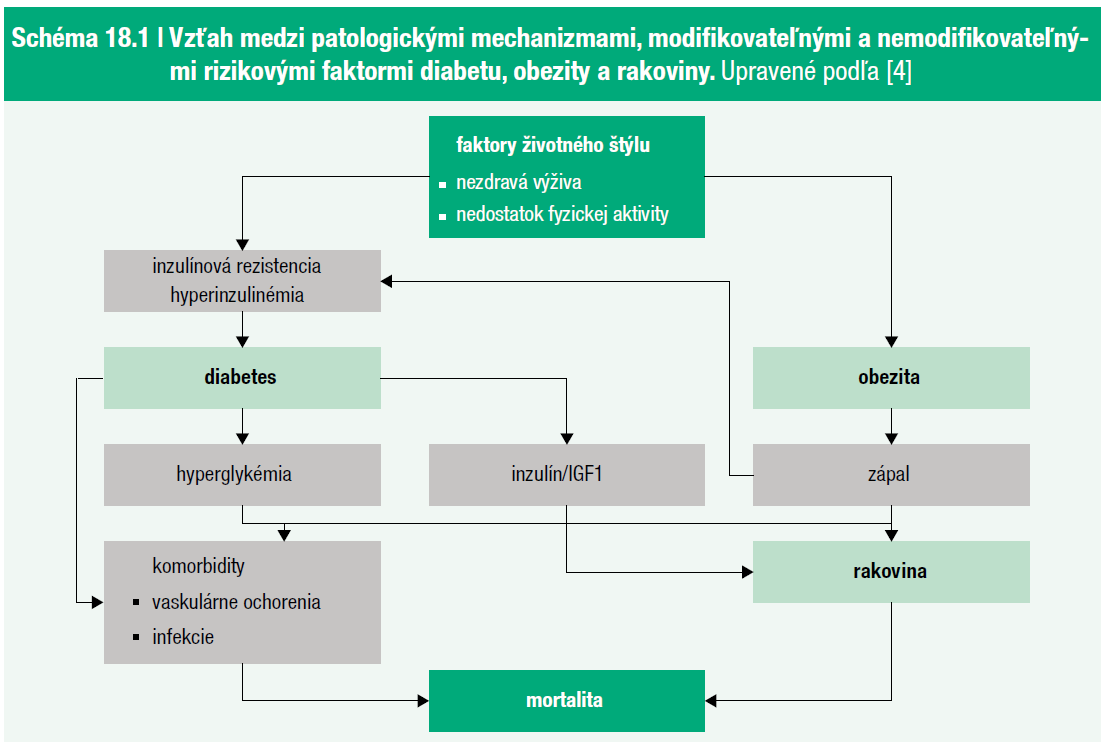 Schéma 18.1 | Vzťah medzi patologickými mechanizmami, modifikovateľnými a nemodifikovateľný-
mi rizikovými faktormi diabetu, obezity a rakoviny. Upravené podľa [4]
faktory životného štýlu
▪ nezdravá výživa
▪ nedostatok fyzickej aktivity
inzulínová rezistencia
hyperinzulinémia
diabetes
obezita
hyperglykémia
inzulín/IGF1
zápal
komorbidity
▪ vaskulárne ochorenia
▪ infekcie
rakovina
mortalita